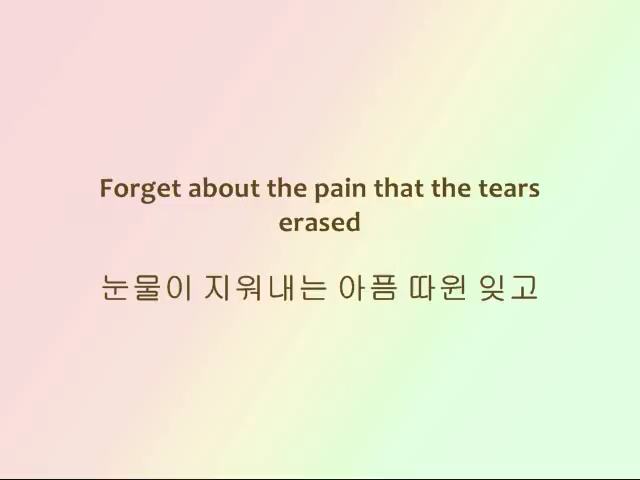 Forget about the pain that the tears
erased
눈물이 지워내는 아픔 따윈 잊고